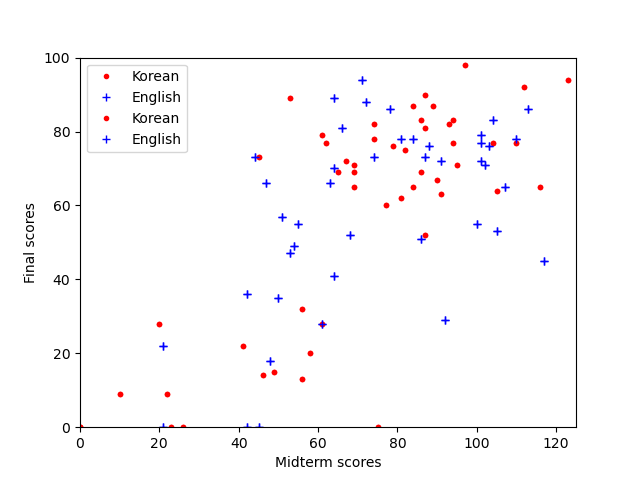 Korean
English
Korean
English
100
80
60
40
20
0
0 20 40 60 80 100 120
Final scores
Midterm scores